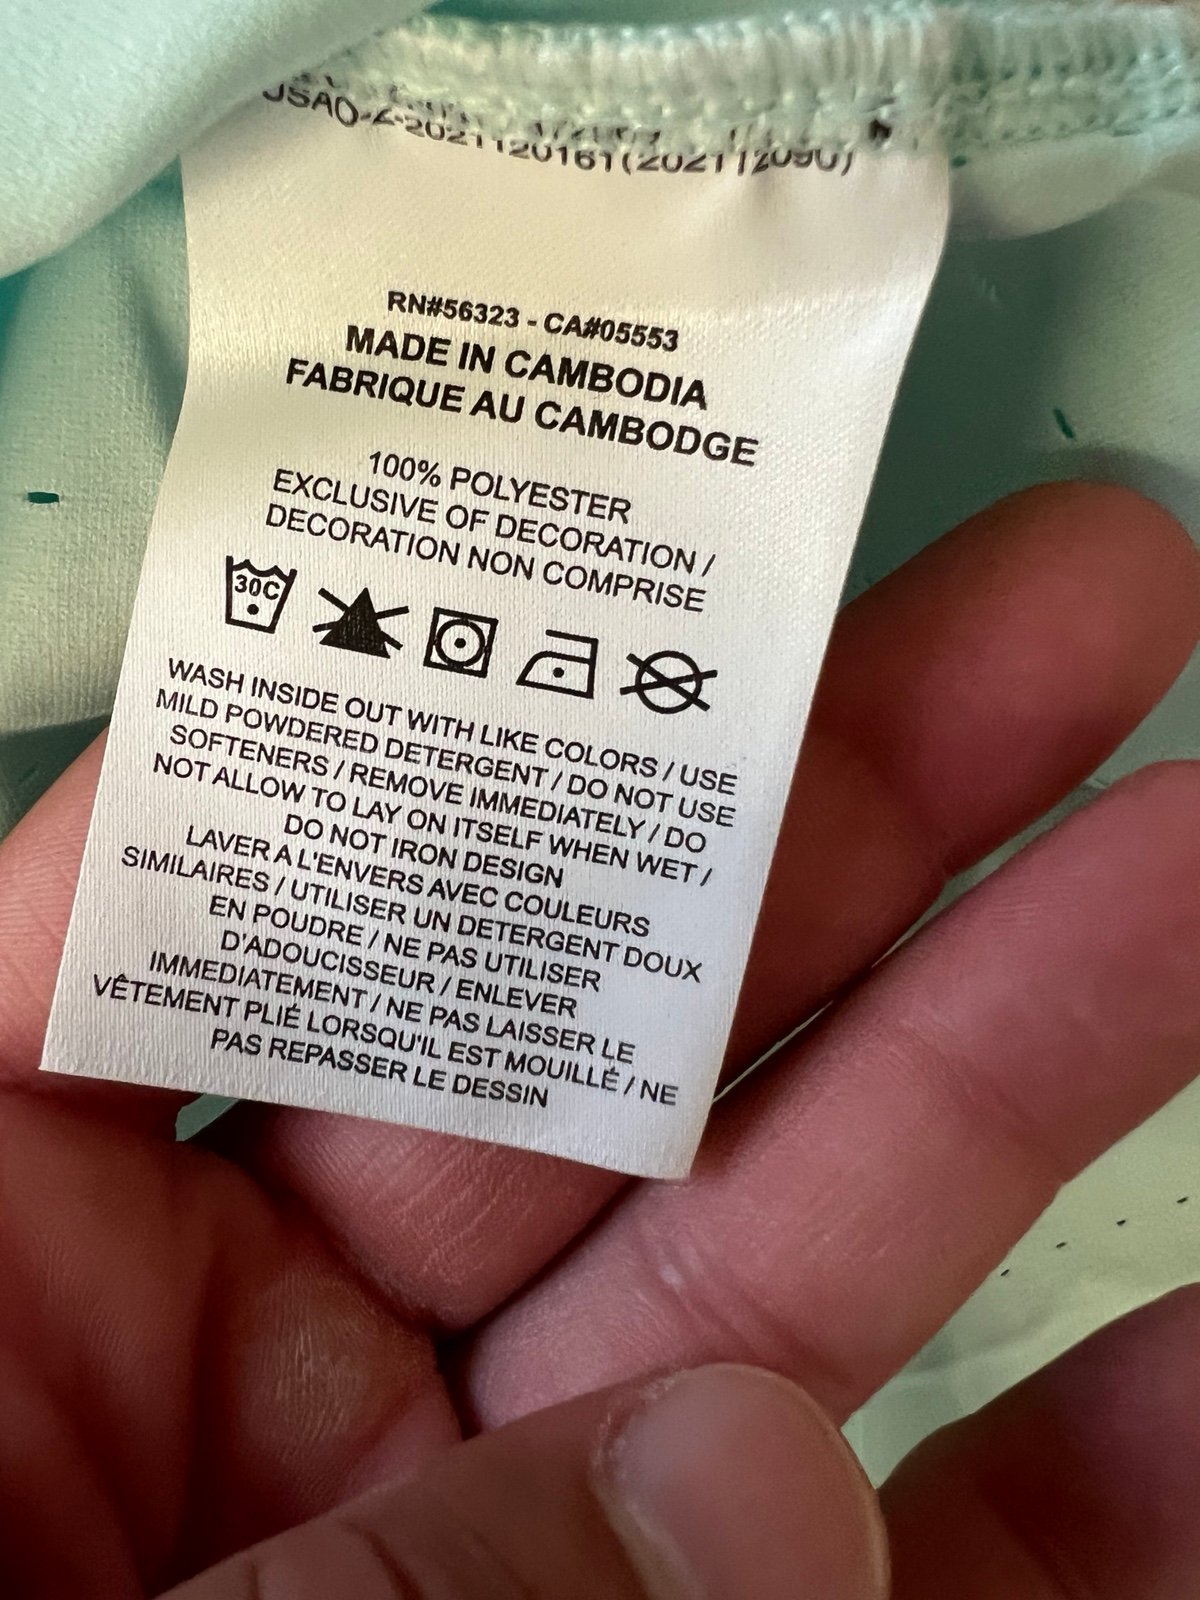 JSAO-Z-2021120161(2021112090)
RN#56323 - CA#05553
MADE IN CAMBODIA
FABRIQUE AU CAMBODGE
100% POLYESTER
EXCLUSIVE OF DECORATION /
DECORATION NON COMPRISE
30C
WASH INSIDE OUT WITH LIKE COLORS / USE
MILD POWDERED DETERGENT / DO NOT USE
SOFTENERS / REMOVE IMMEDIATELY / DO
NOT ALLOW TO LAY ON ITSELF WHEN WET /
DO NOT IRON DESIGN
LAVER A L'ENVERS AVEC COULEURS
SIMILAIRES / UTILISER UN DETERGENT DOUX
EN POUDRE / NE PAS UTILISER
D'ADOUCISSEUR / ENLEVER
IMMEDIATEMENT / NE PAS LAISSER LE
VÊTEMENT PLIÉ LORSQU'IL EST MOUILLÉ / NE
PAS REPASSER LE DESSIN